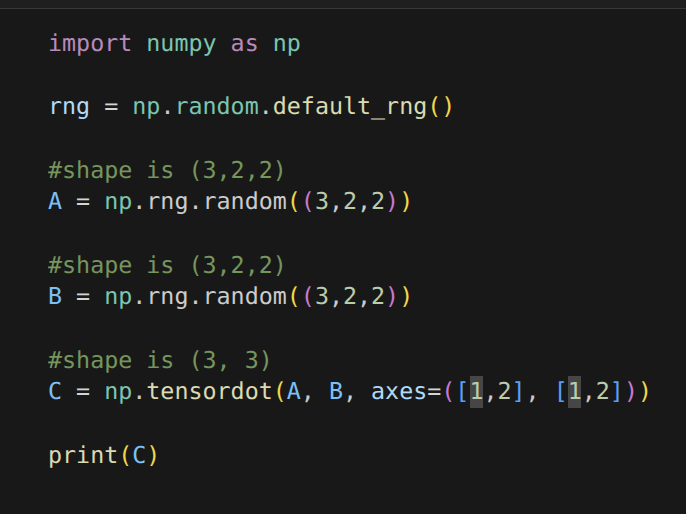 import numpy as np
rng = np.random.default_rng()
#shape is (3,2,2)
A = np.rng.random((3,2,2))
#shape is (3,2,2)
B = np.rng.random((3,2,2))
#shape is (3, 3)
C = np.tensordot(A, B, axes=([1,2], [1,2]))
print(C)